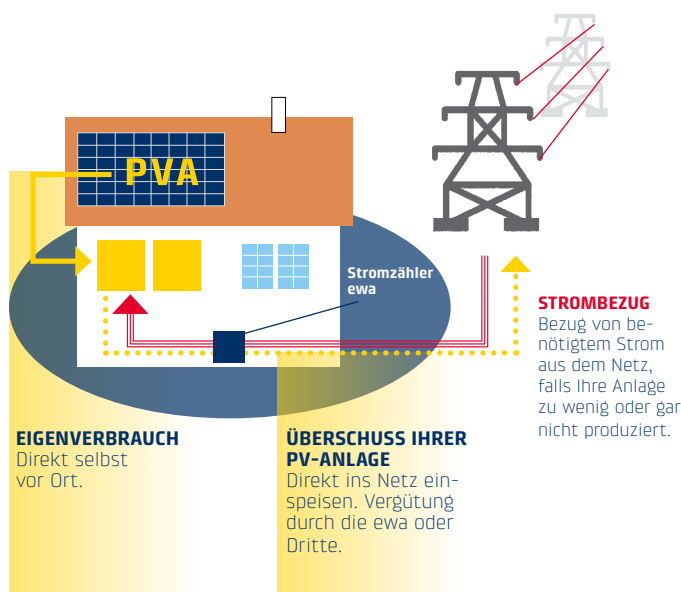 PVA
Stromzähler
ewa
STROMBEZUG
Bezug von be-
nötigtem Strom
aus dem Netz,
falls Ihre Anlage
zu wenig oder gar
nicht produziert.
EIGENVERBRAUCH
Direkt selbst
vor Ort.
ÜBERSCHUSS IHRER
PV-ANLAGE
Direkt ins Netz ein-
speisen. Vergütung
durch die ewa oder
Dritte.